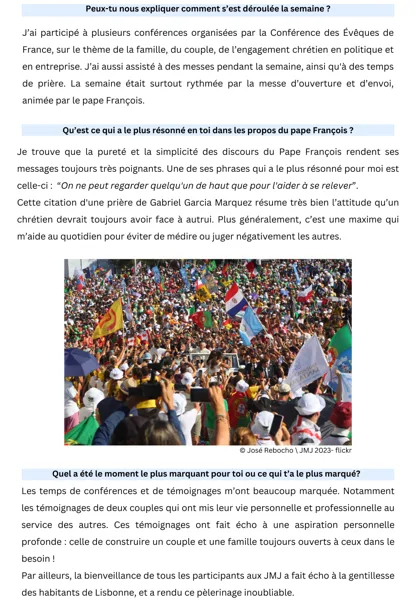 Peux-tu nous expliquer comment s'est déroulée la semaine ?
J'ai participé à plusieurs conférences organisées par la Conférence des Évêques de
France, sur le thème de la famille, du couple, de l'engagement chrétien en politique et
en entreprise. J'ai aussi assisté à des messes pendant la semaine, ainsi qu'à des temps
de prière. La semaine était surtout rythmée par la messe d'ouverture et d'envoi,
animée par le pape François.
Qu'est ce qui a le plus résonné en toi dans les propos du pape François ?
Je trouve que la pureté et la simplicité des discours du Pape François rendent ses
messages toujours très poignants. Une de ses phrases qui a le plus résonné pour moi est
celle-ci : “On ne peut regarder quelqu'un de haut que pour l'aider à se relever”.
Cette citation d'une prière de Gabriel Garcia Marquez résume très bien l'attitude qu'un
chrétien devrait toujours avoir face à autrui. Plus généralement, c'est une maxime qui
m'aide au quotidien pour éviter de médire ou juger négativement les autres.
© José Rebocho \ JMJ 2023- flickr
Quel a été le moment le plus marquant pour toi ou ce qui t'a le plus marqué?
Les temps de conférences et de témoignages m'ont beaucoup marquée. Notamment
les témoignages de deux couples qui ont mis leur vie personnelle et professionnelle au
service des autres. Ces témoignages ont fait écho à une aspiration personnelle
profonde : celle de construire un couple et une famille toujours ouverts à ceux dans le
besoin !
Par ailleurs, la bienveillance de tous les participants aux JMJ a fait écho à la gentillesse
des habitants de Lisbonne, et a rendu ce pèlerinage inoubliable.